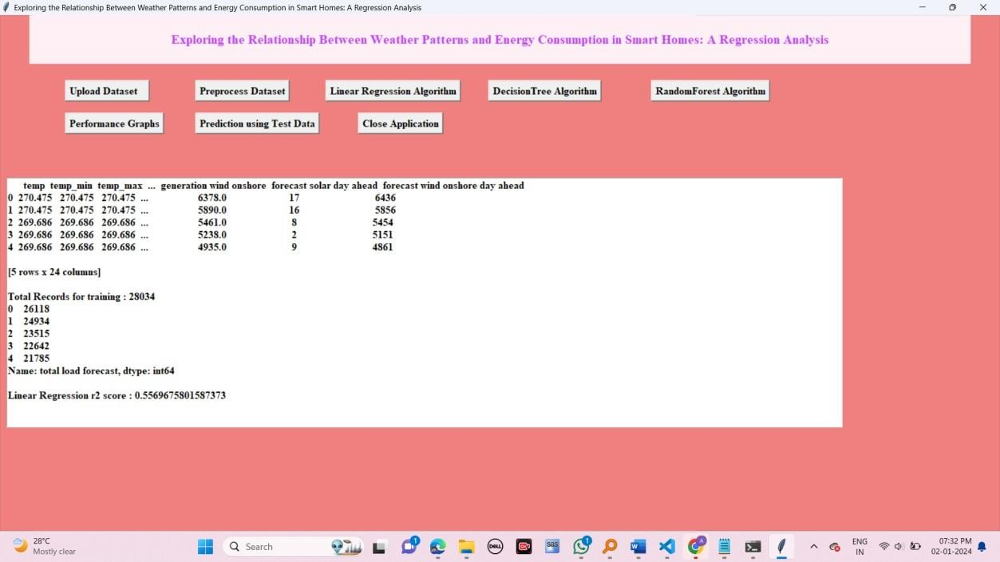 Exploring the Relationship Between Weather Patterns and Energy Consumption in Smart Homes: A Regression Analysis
Exploring the Relationship Between Weather Patterns and Energy Consumption in Smart Homes: A Regression Analysis
Upload Dataset Preprocess Dataset Linear Regression Algorithm DecisionTree Algorithm RandomForest Algorithm
Performance Graphs Prediction using Test Data Close Application
temp temp_min temp_max ... generation wind onshore forecast solar day ahead forecast wind onshore day ahead
0 270.475 270.475 270.475 ... 6378.0 17 6436
1 270.475 270.475 270.475 ... 5890.0 16 5856
2 269.686 269.686 269.686 ... 5461.0 8 5454
3 269.686 269.686 269.686 ... 5238.0 2 5151
4 269.686 269.686 269.686 ... 4935.0 9 4861
[5 rows x 24 columns]
Total Records for training : 28034
0 26118
1 24934
2 23515
3 22642
4 21785
Name: total load forecast, dtype: int64
Linear Regression r2 score : 0.5569675801587373
28°C
Mostly clear
Search
1
DELL
sas
1
W
A
ENG
IN
07:32 PM
02-01-2024